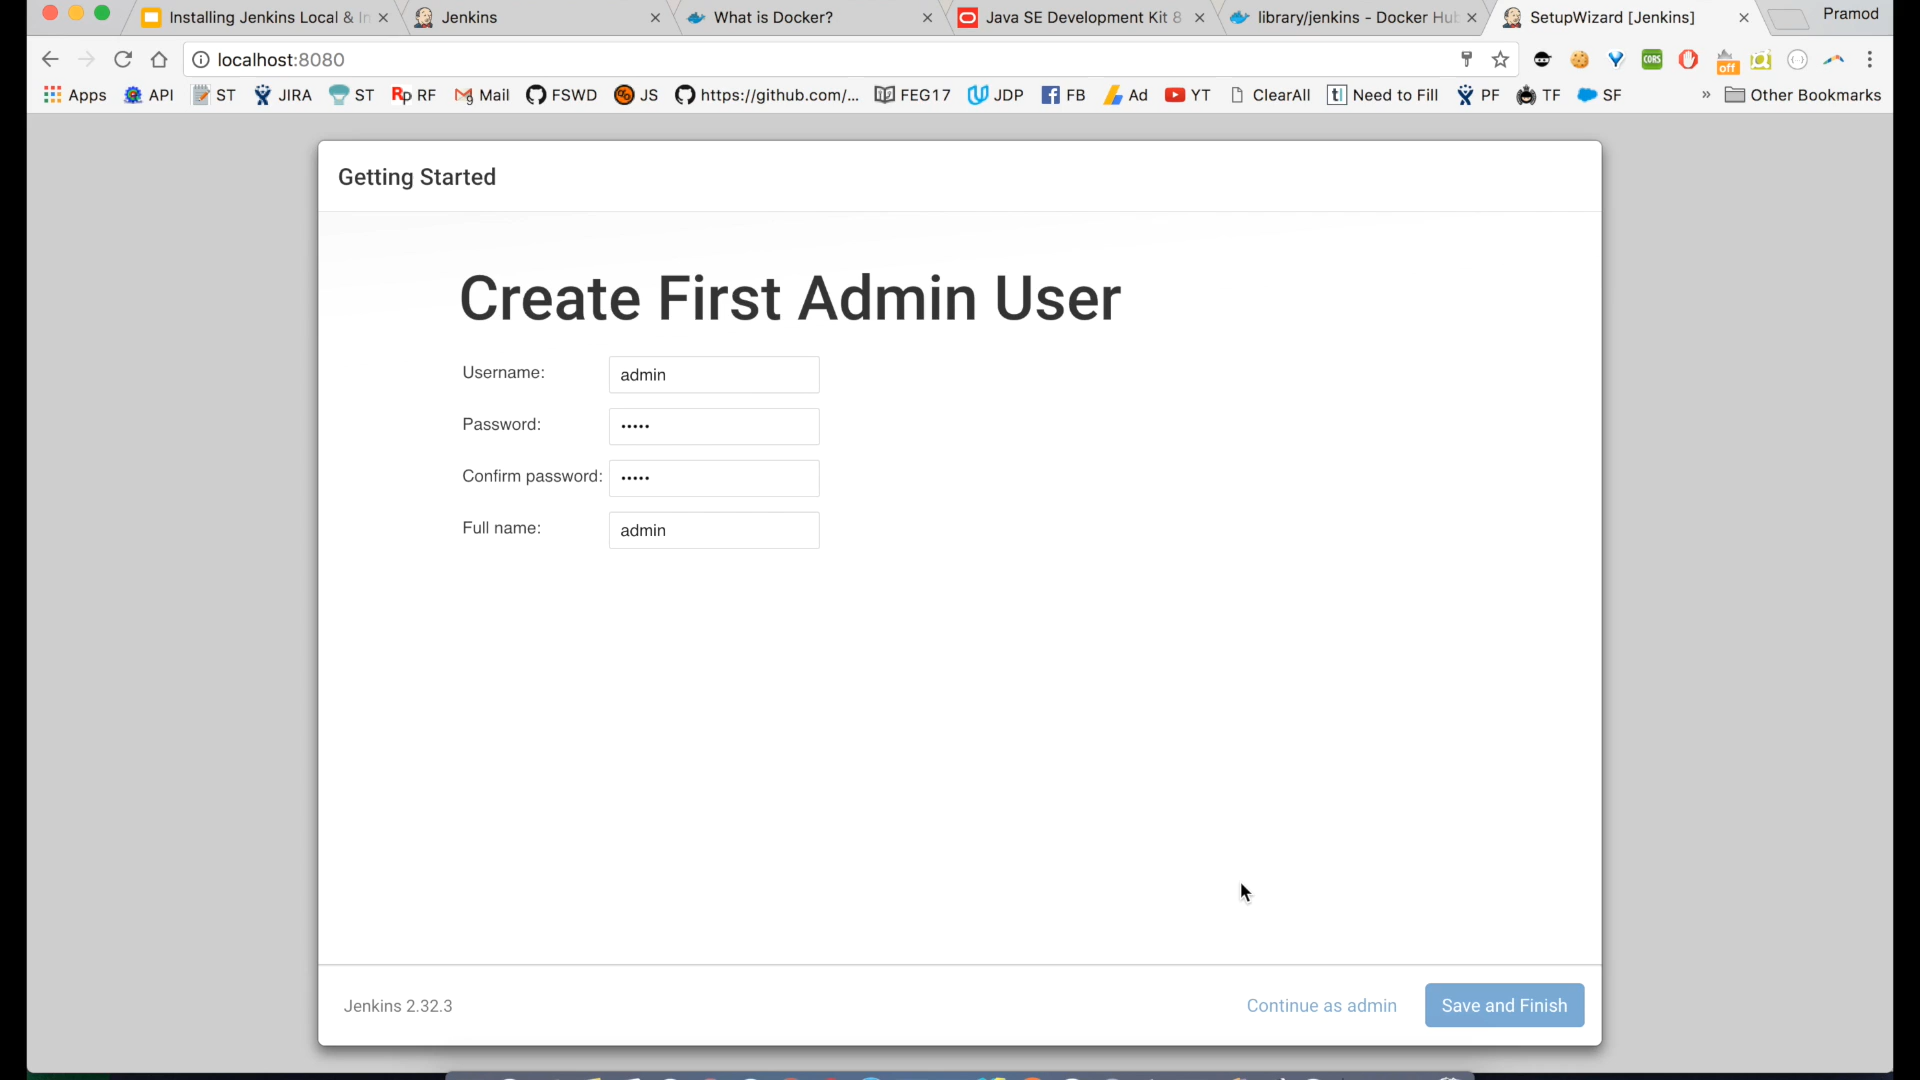 Installing Jenkins Local & In
Jenkins
What is Docker?
Java SE Development Kit 8
library/jenkins - Docker Hub
SetupWizard [Jenkins]
Pramod
localhost:8080
CORS
off
Apps
API
ST
JIRA
ST
Rp RF
Mail
FSWD
JS
https://github.com/...
FEG17
JDP
FB
Ad
YT
ClearAll
t| Need to Fill
PF
TF
SF
» Other Bookmarks
Getting Started
Create First Admin User
Username: admin
Password: •••••
Confirm password: •••••
Full name: admin
Jenkins 2.32.3
Continue as admin
Save and Finish